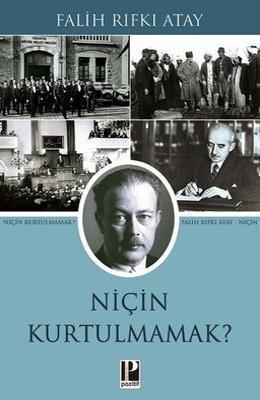 FALİH RIFKI ATAY
NİÇİN KURTULMAMAK?
FALİH RIFKI ATAY - NİÇİN
NİÇİN
KURTULMAMAK?
P
pozitif